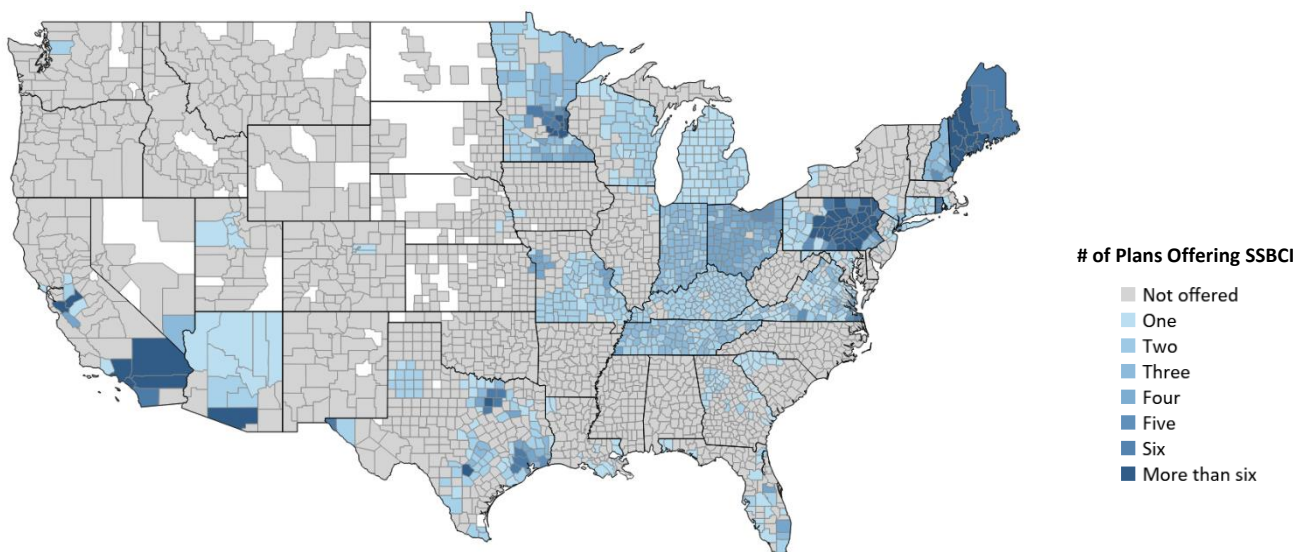 # of Plans Offering SSBCI
Not offered
One
Two
Three
Four
Five
Six
More than six